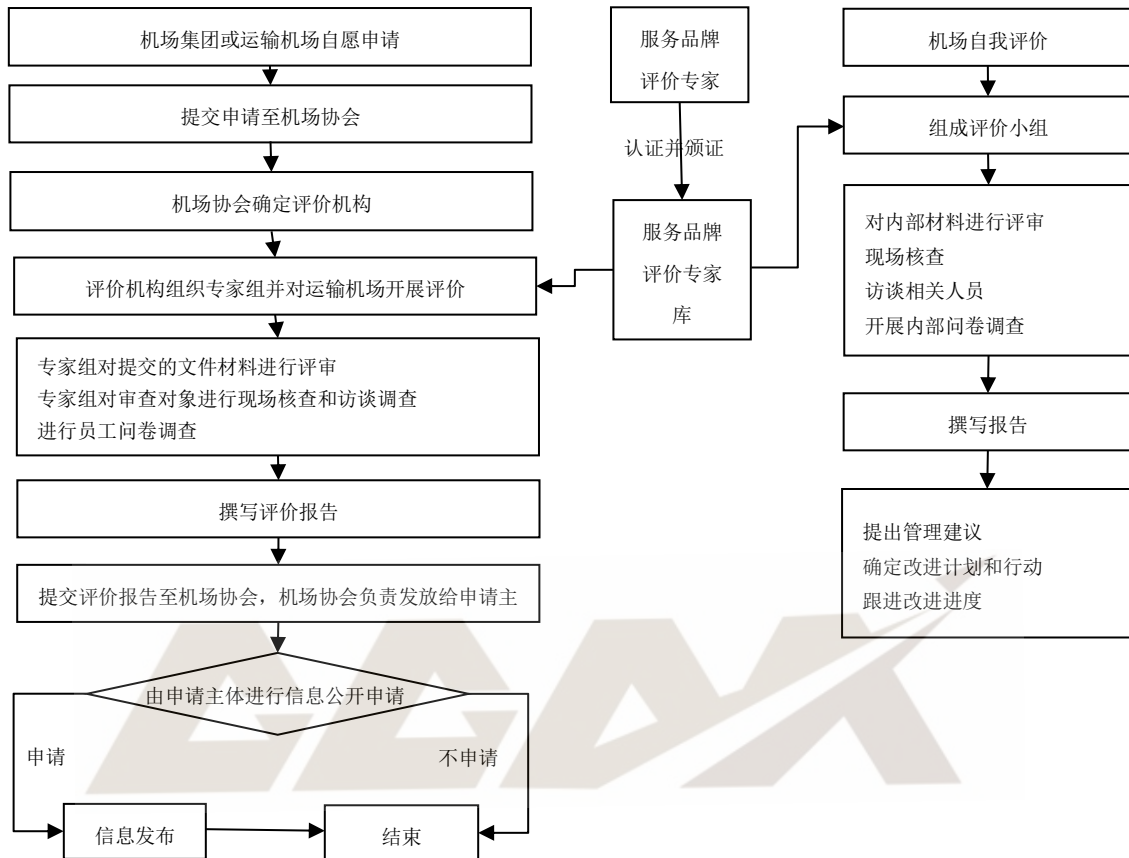 机场集团或运输机场自愿申请
提交申请至机场协会
机场协会确定评价机构
评价机构组织专家组并对运输机场开展评价
专家组对提交的文件材料进行评审
专家组对审查对象进行现场核查和访谈调查
进行员工问卷调查
撰写评价报告
提交评价报告至机场协会，机场协会负责发放给申请主
由申请主体进行信息公开申请
申请
不申请
信息发布
结束
服务品牌
评价专家
认证并颁证
服务品牌
评价专家
库
机场自我评价
组成评价小组
对内部材料进行评审
现场核查
访谈相关人员
开展内部问卷调查
撰写报告
提出管理建议
确定改进计划和行动
跟进改进进度
CCAX